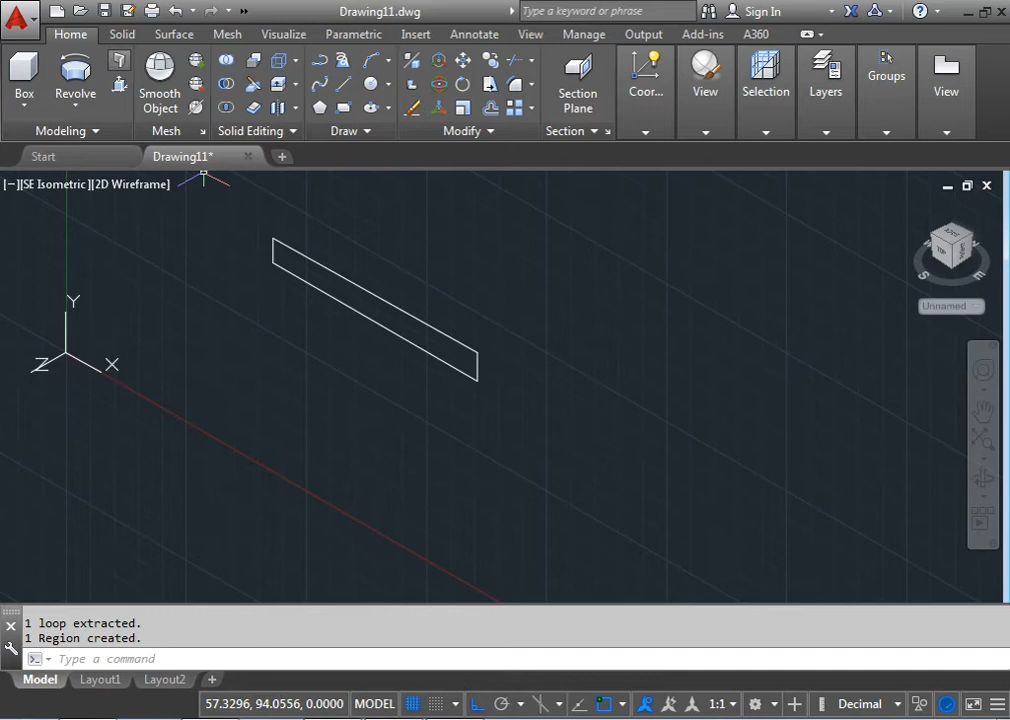 Drawing11.dwg
Type a keyword or phrase
Sign In
Home Solid Surface Mesh Visualize Parametric Insert Annotate View Manage Output Add-ins A360
Box
Revolve
Smooth
Object
Section
Plane
Coor...
View
Selection
Layers
Groups
View
Modeling
Mesh
Solid Editing
Draw
Modify
Section
Start
Drawing11*
[−][SE Isometric][2D Wireframe]
TOP
S
E
Y
Unnamed
Z
X
1 loop extracted.
1 Region created.
Type a command
Model Layout1 Layout2
57.3296, 94.0556, 0.0000 MODEL 1:1 Decimal